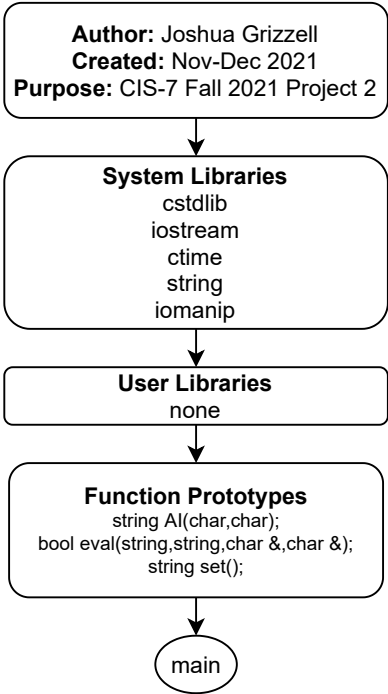 Author: Joshua Grizzell
Created: Nov-Dec 2021
Purpose: CIS-7 Fall 2021 Project 2
System Libraries
cstdlib
iostream
ctime
string
iomanip
User Libraries
none
Function Prototypes
string AI(char,char);
bool eval(string,string,char &,char &);
string set();
main